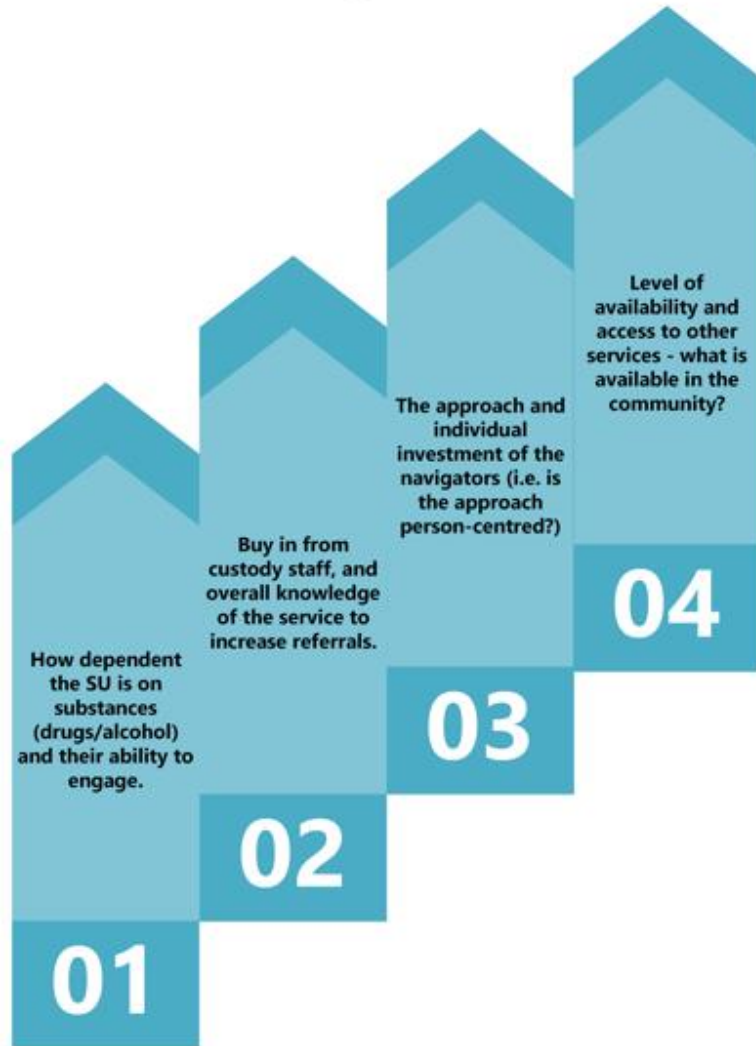 How dependent
the SU is on
substances
(drugs/alcohol)
and their ability to
engage.
01
Buy in from
custody staff, and
overall knowledge
of the service to
increase referrals.
02
The approach and
individual
investment of the
navigators (i.e. is
the approach
person-centred?)
03
Level of
availability and
access to other
services - what is
available in the
community?
04